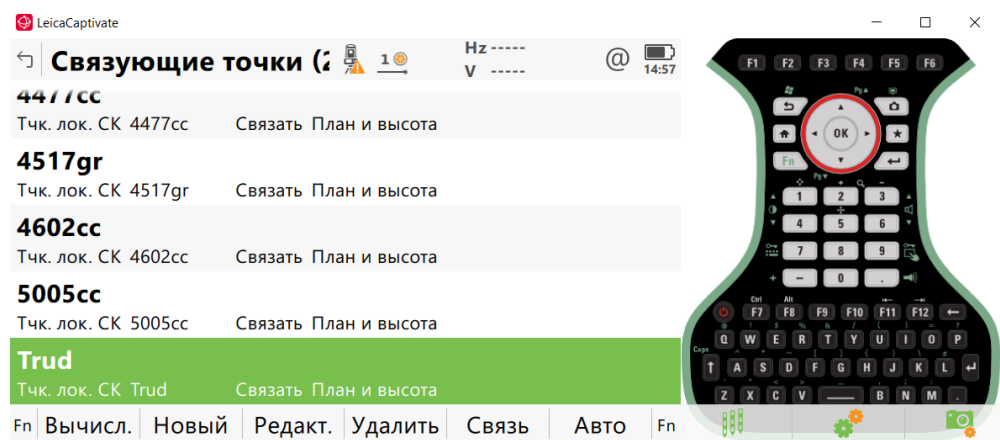 LeicaCaptivate
Связующие точки (2
1
Hz -----
V -----
@
14:57
4477cc
Тчк. лок. СК 4477cc Связать План и высота
4517gr
Тчк. лок. СК 4517gr Связать План и высота
4602cc
Тчк. лок. СК 4602cc Связать План и высота
5005cc
Тчк. лок. СК 5005cc Связать План и высота
Trud
Тчк. лок. СК Trud Связать План и высота
Fn Вычисл. Новый Редакт. Удалить Связь Авто Fn
F1 F2 F3 F4 F5 F6
Pg▲
OK
Fn
Pg▼
1 2 3
4 5 6
7 8 9
+ – 0 .
Ctrl Alt
F7 F8 F9 F10 F11 F12
Q W E R T Y U I O P
Caps
A S D F G H J K L
Z X C V B N M .